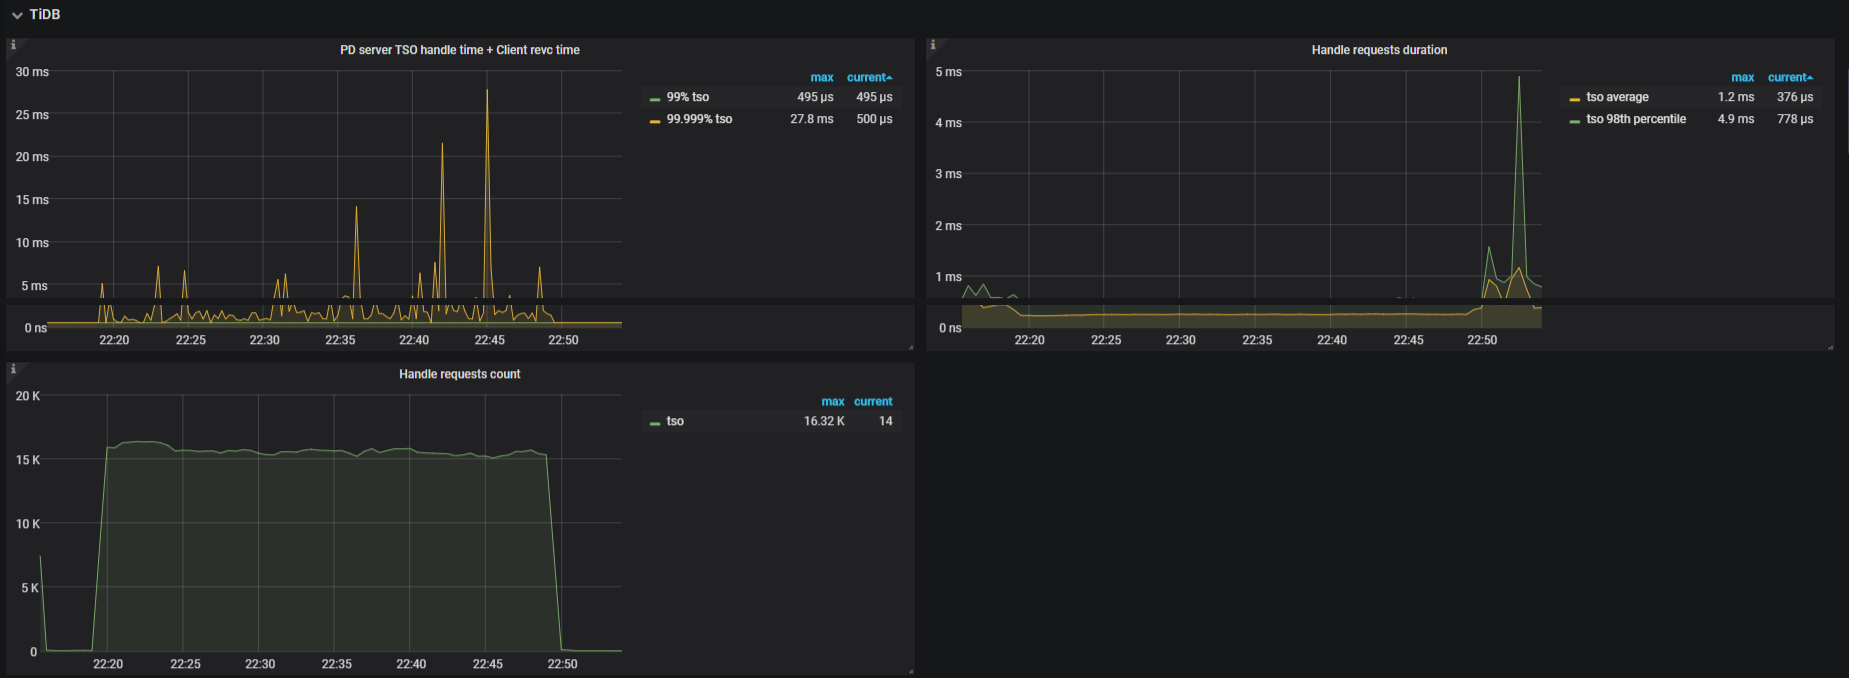 TiDB
PD server TSO handle time + Client revc time
30 ms
25 ms
20 ms
15 ms
10 ms
5 ms
0 ns
22:20 22:25 22:30 22:35 22:40 22:45 22:50
max current
99% tso 495 µs 495 µs
99.999% tso 27.8 ms 500 µs
Handle requests duration
5 ms
4 ms
3 ms
2 ms
1 ms
0 ns
22:20 22:25 22:30 22:35 22:40 22:45 22:50
max current
tso average 1.2 ms 376 µs
tso 98th percentile 4.9 ms 778 µs
Handle requests count
20 K
15 K
10 K
5 K
0
22:20 22:25 22:30 22:35 22:40 22:45 22:50
max current
tso 16.32 K 14